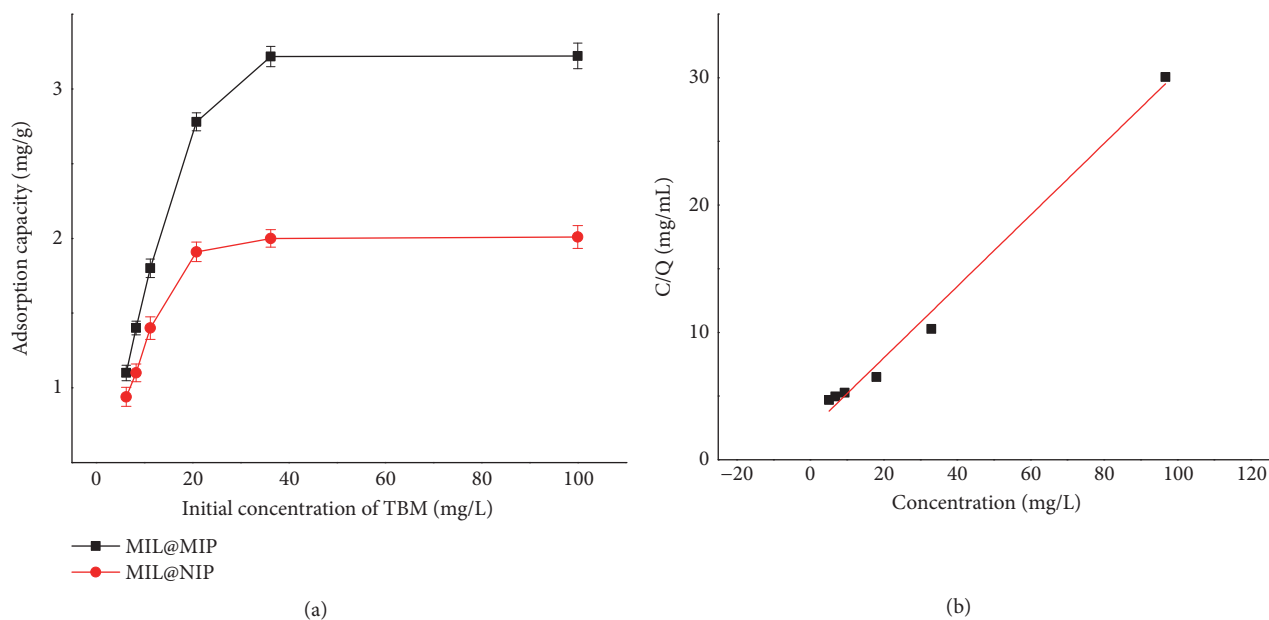 3
2
1
Adsorption capacity (mg/g)
0
20
40
60
80
100
Initial concentration of TBM (mg/L)
MIL@MIP
MIL@NIP
(a)
30
20
10
0
C/Q (mg/mL)
−20
0
20
40
60
80
100
120
Concentration (mg/L)
(b)